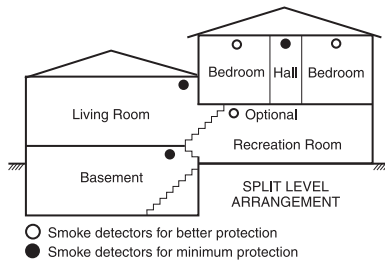 Bedroom Hall Bedroom
Living Room
Optional
Recreation Room
Basement
SPLIT LEVEL
ARRANGEMENT
Smoke detectors for better protection
Smoke detectors for minimum protection